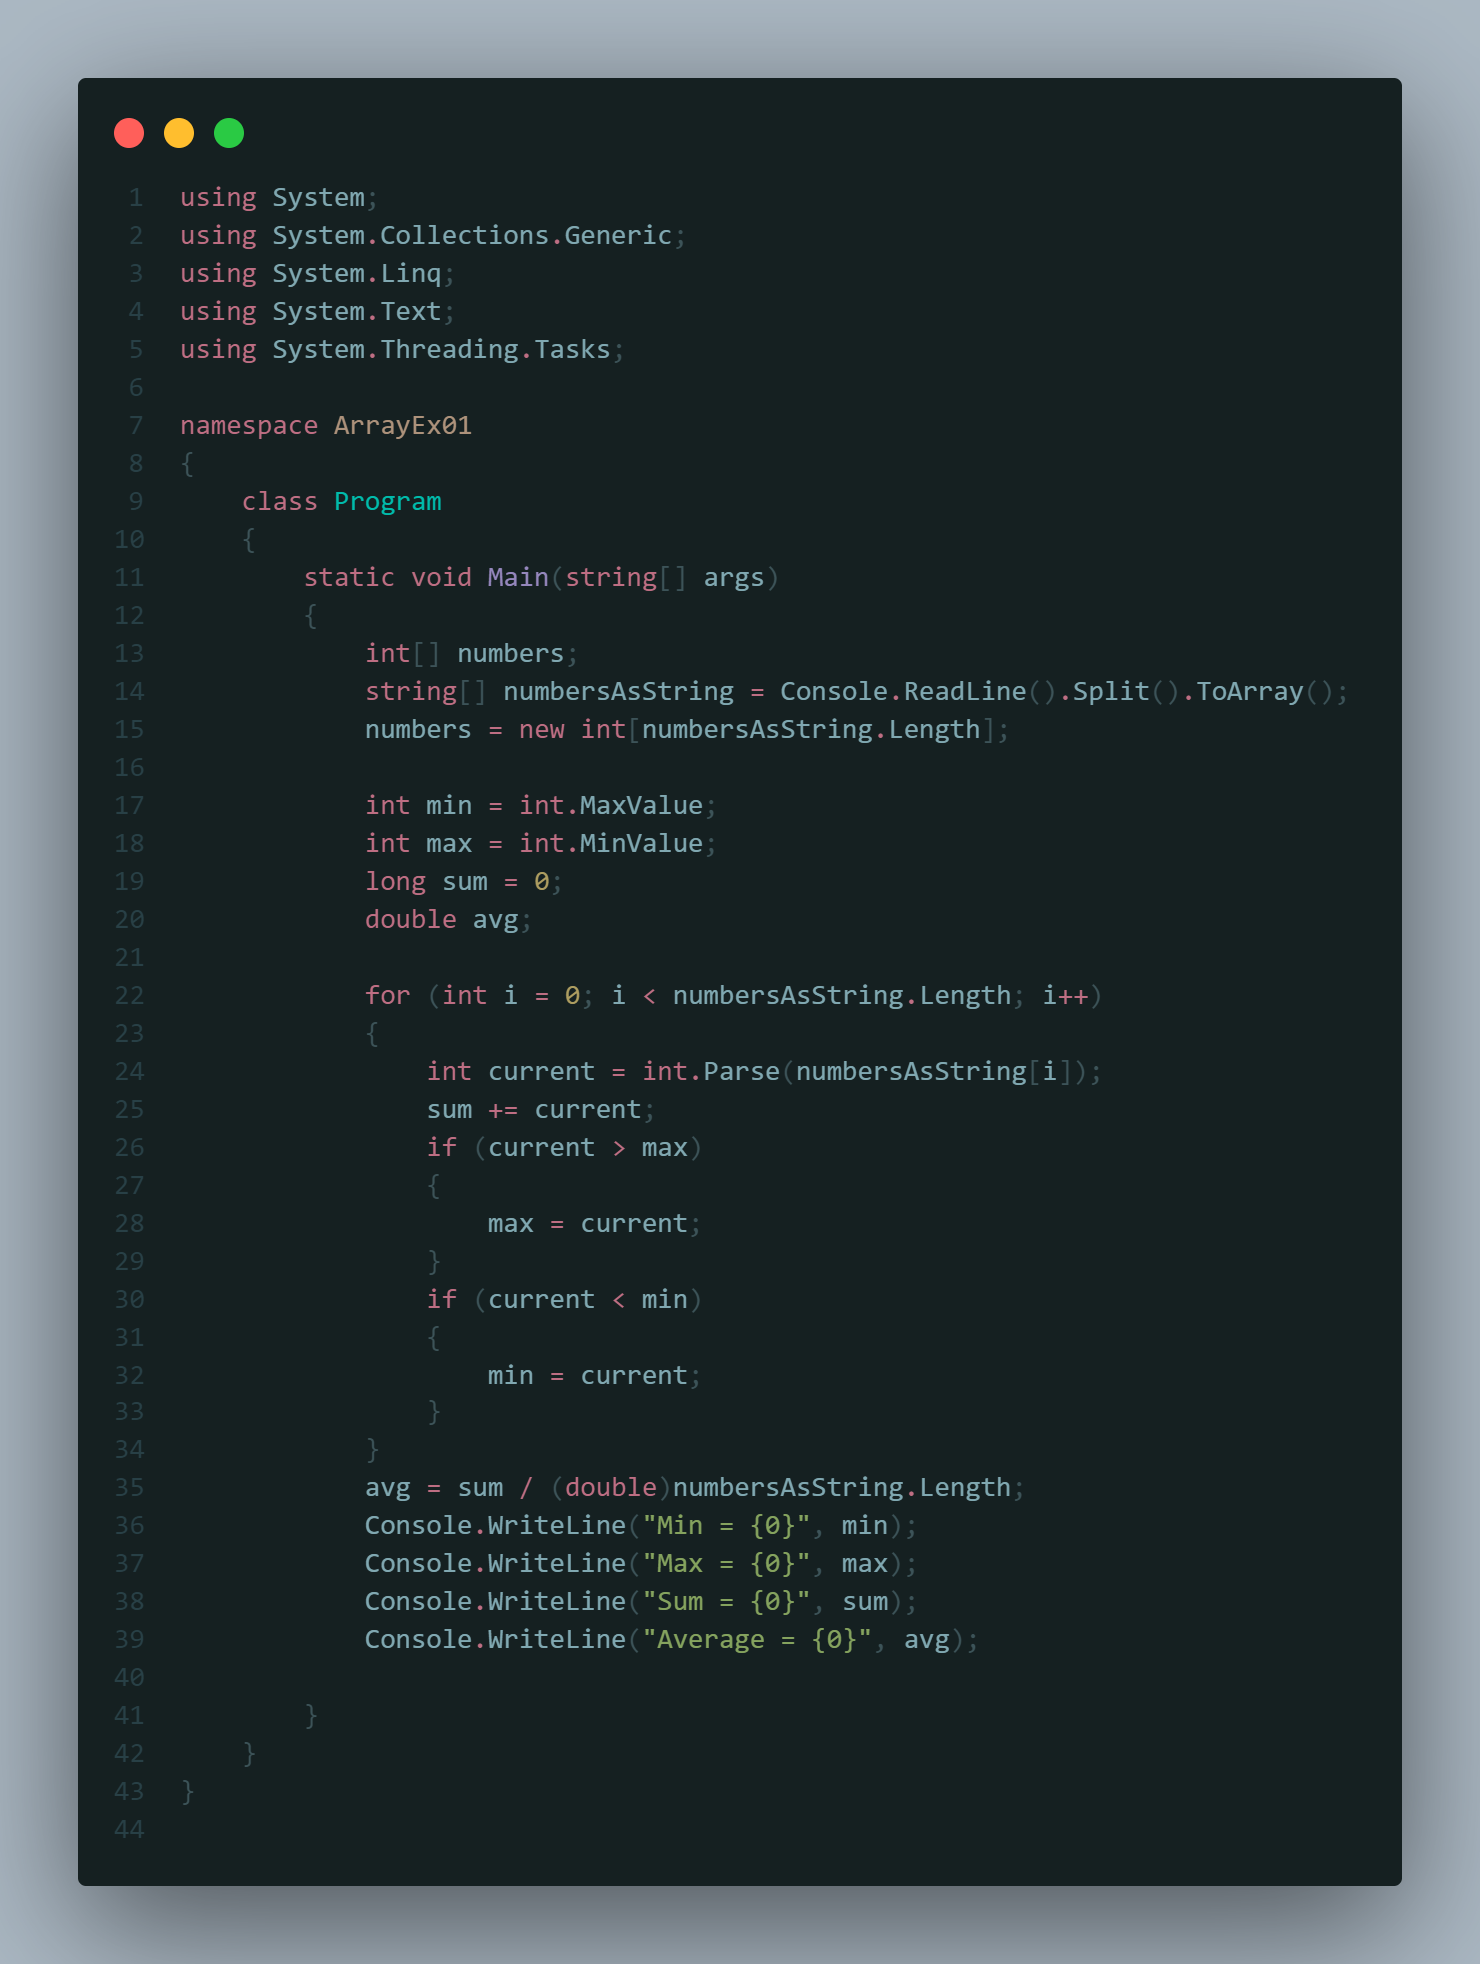 1 using System;
2 using System.Collections.Generic;
3 using System.Linq;
4 using System.Text;
5 using System.Threading.Tasks;
6
7 namespace ArrayEx01
8 {
9     class Program
10     {
11         static void Main(string[] args)
12         {
13             int[] numbers;
14             string[] numbersAsString = Console.ReadLine().Split().ToArray();
15             numbers = new int[numbersAsString.Length];
16
17             int min = int.MaxValue;
18             int max = int.MinValue;
19             long sum = 0;
20             double avg;
21
22             for (int i = 0; i < numbersAsString.Length; i++)
23             {
24                 int current = int.Parse(numbersAsString[i]);
25                 sum += current;
26                 if (current > max)
27                 {
28                     max = current;
29                 }
30                 if (current < min)
31                 {
32                     min = current;
33                 }
34             }
35             avg = sum / (double)numbersAsString.Length;
36             Console.WriteLine("Min = {0}", min);
37             Console.WriteLine("Max = {0}", max);
38             Console.WriteLine("Sum = {0}", sum);
39             Console.WriteLine("Average = {0}", avg);
40
41         }
42     }
43 }
44